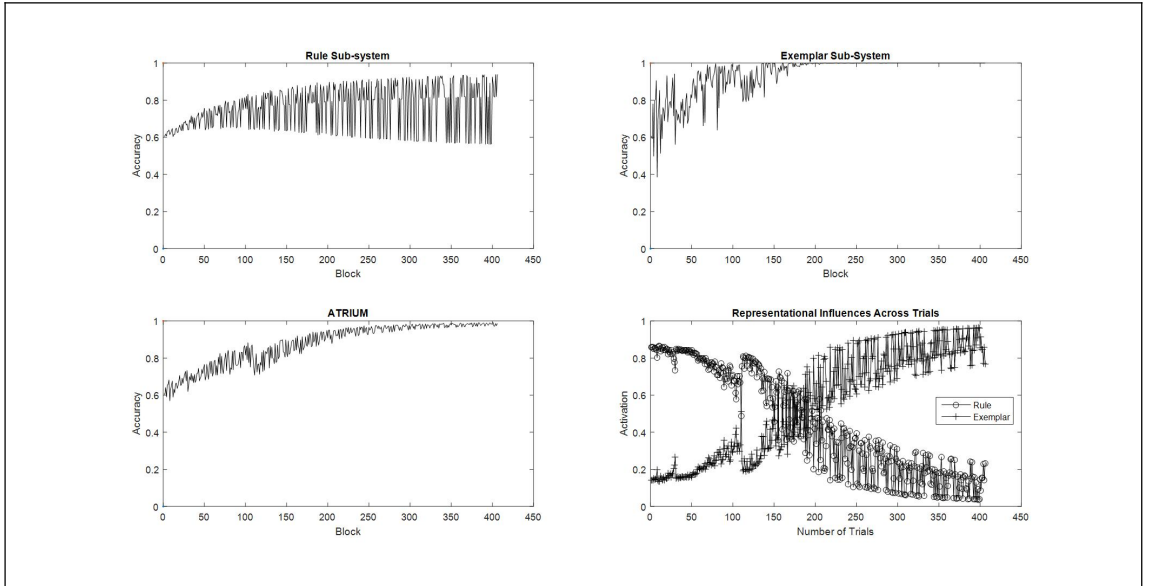 Rule Sub-system
1
0.8
0.6
0.4
0.2
0
Accuracy
0 50 100 150 200 250 300 350 400 450
Block
Exemplar Sub-System
1
0.8
0.6
0.4
0.2
0
Accuracy
0 50 100 150 200 250 300 350 400 450
Block
ATRIUM
1
0.8
0.6
0.4
0.2
0
Accuracy
0 50 100 150 200 250 300 350 400 450
Block
Representational Influences Across Trials
1
0.8
0.6
0.4
0.2
0
Activation
Rule
Exemplar
0 50 100 150 200 250 300 350 400 450
Number of Trials